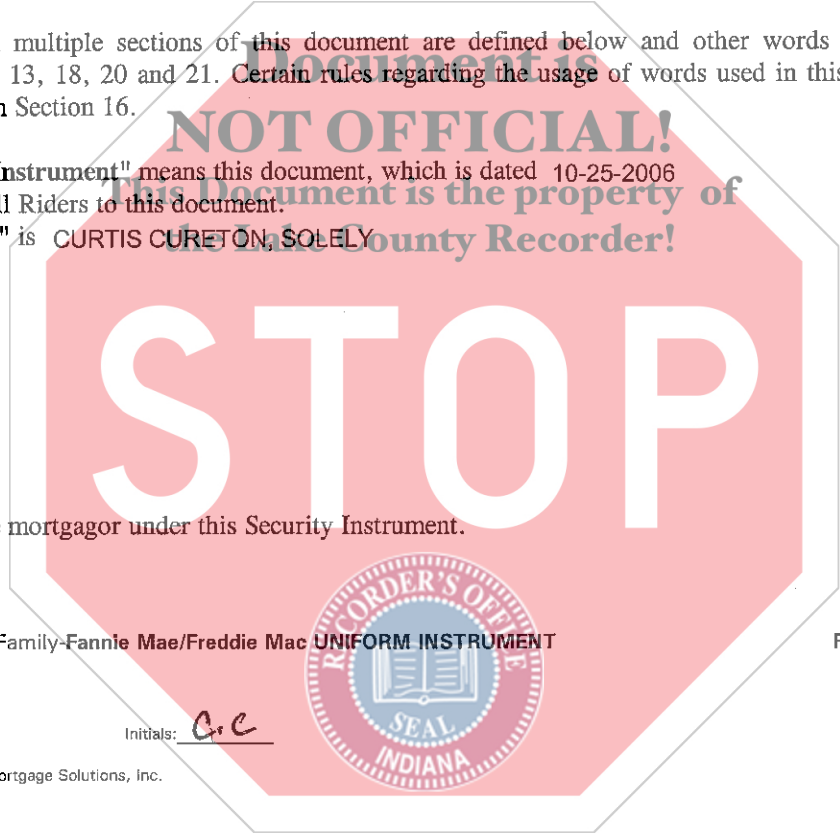 multiple sections of this document are defined below and other words
13, 18, 20 and 21. Certain rules regarding the usage of words used in this
Section 16.
Document is
NOT OFFICIAL!
Instrument" means this document, which is dated 10-25-2006
This Document is the property of
Riders to this document.
the Lake County Recorder!
" is CURTIS CURETON, SOLELY
STOP
mortgagor under this Security Instrument.
RECORDER'S OFFICE
Family-Fannie Mae/Freddie Mac UNIFORM INSTRUMENT
SEAL
INDIANA
Initials: C.C
ortgage Solutions, Inc.